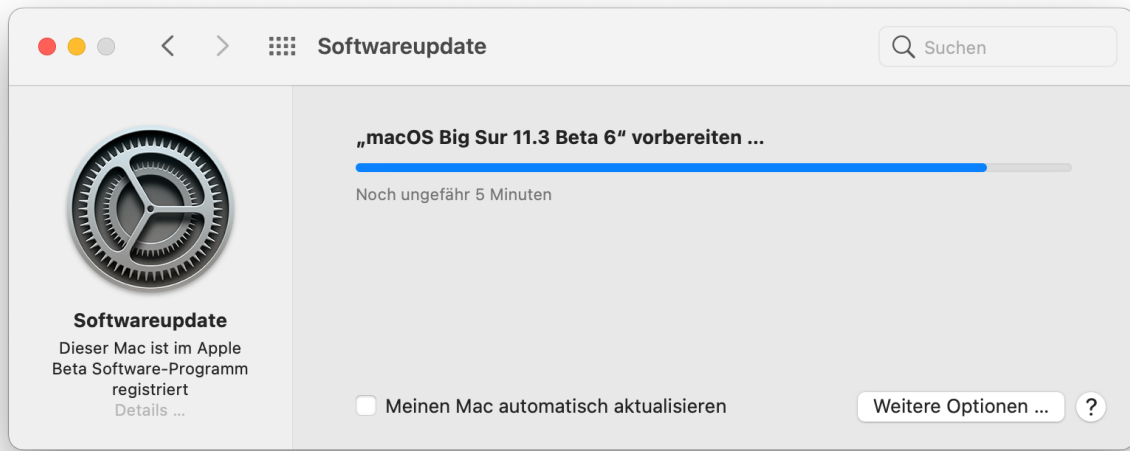 Softwareupdate
Suchen
„macOS Big Sur 11.3 Beta 6“ vorbereiten ...
Noch ungefähr 5 Minuten
Softwareupdate
Dieser Mac ist im Apple
Beta Software-Programm
registriert
Details ...
Meinen Mac automatisch aktualisieren
Weitere Optionen ...
?